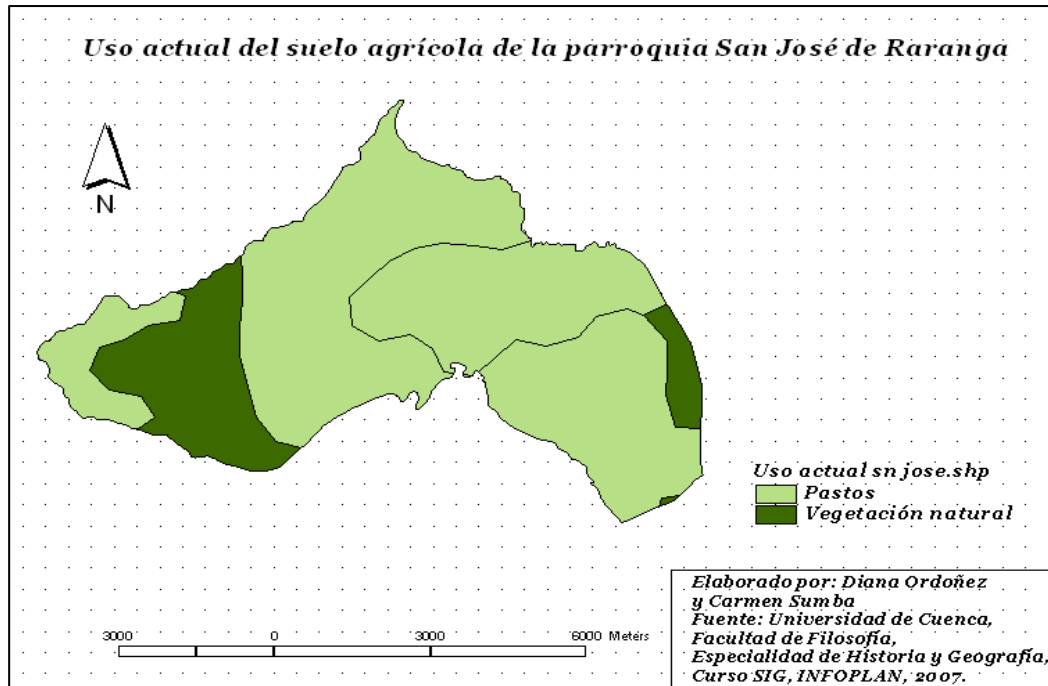 Uso actual del suelo agrícola de la parroquia San José de Raranga
N
Uso actual sn jose.shp
Pastos
Vegetación natural
3000 0 3000 6000 Meters
Elaborado por: Diana Ordoñez
y Carmen Sumba
Fuente: Universidad de Cuenca,
Facultad de Filosofía,
Especialidad de Historia y Geografía,
Curso SIG, INFOPLAN, 2007.